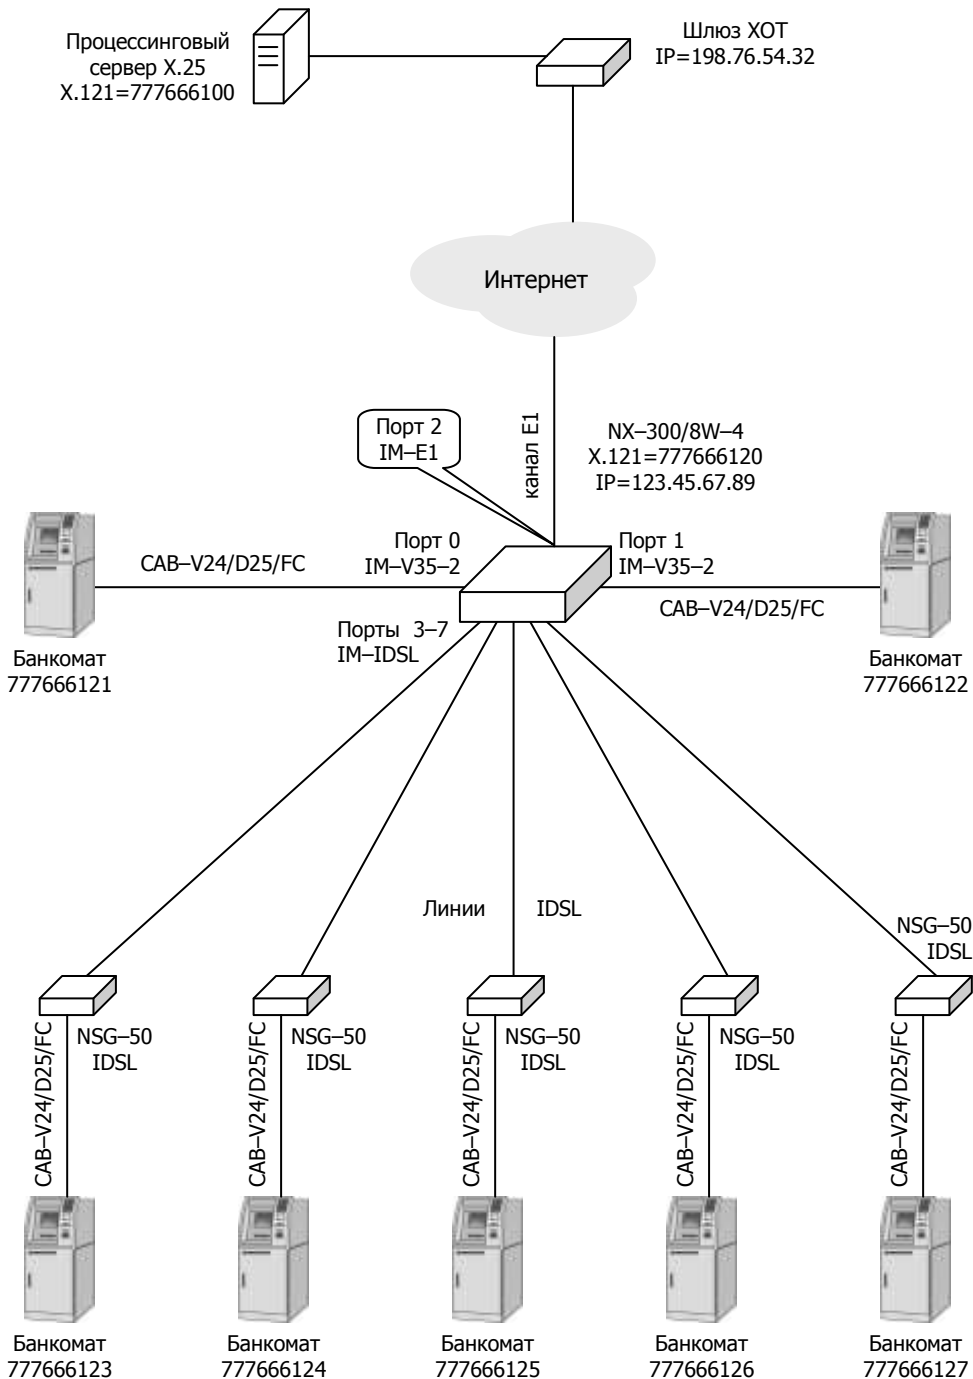 Процессинговый
сервер X.25
X.121=777666100
Шлюз XOT
IP=198.76.54.32
Интернет
Порт 2
IM–E1
канал E1
NX–300/8W–4
X.121=777666120
IP=123.45.67.89
CAB–V24/D25/FC
Порт 0
IM–V35–2
Порт 1
IM–V35–2
CAB–V24/D25/FC
Банкомат
777666121
Порты 3–7
IM–IDSL
Банкомат
777666122
Линии IDSL
NSG–50
IDSL
CAB–V24/D25/FC
NSG–50
IDSL
CAB–V24/D25/FC
NSG–50
IDSL
CAB–V24/D25/FC
NSG–50
IDSL
CAB–V24/D25/FC
NSG–50
IDSL
CAB–V24/D25/FC
Банкомат
777666123
Банкомат
777666124
Банкомат
777666125
Банкомат
777666126
Банкомат
777666127